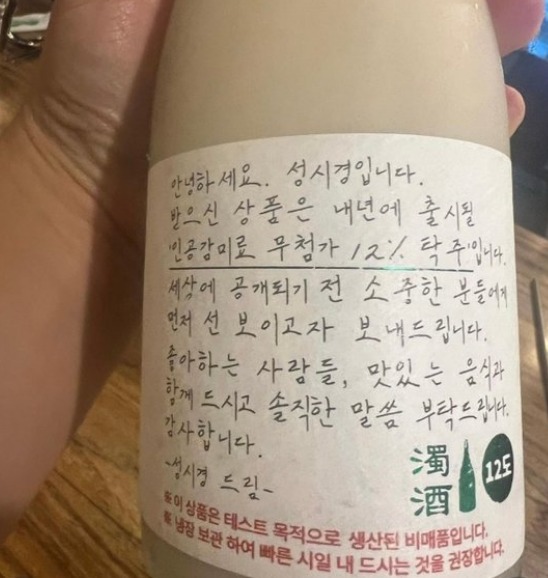 안녕하세요. 성시경입니다.
받으신 상품은 내년에 출시될
'인공감미료 무첨가 12% 탁주'입니다.
세상에 공개되기 전 소중한 분들에게
먼저 선 보이고자 보내드립니다.
좋아하는 사람들, 맛있는 음식과
함께 드시고 솔직한 말씀 부탁드립니다.
감사합니다.
-성시경 드림-
濁酒
12도
※ 이 상품은 테스트 목적으로 생산된 비매품입니다.
※ 냉장 보관 하여 빠른 시일 내 드시는 것을 권장합니다.